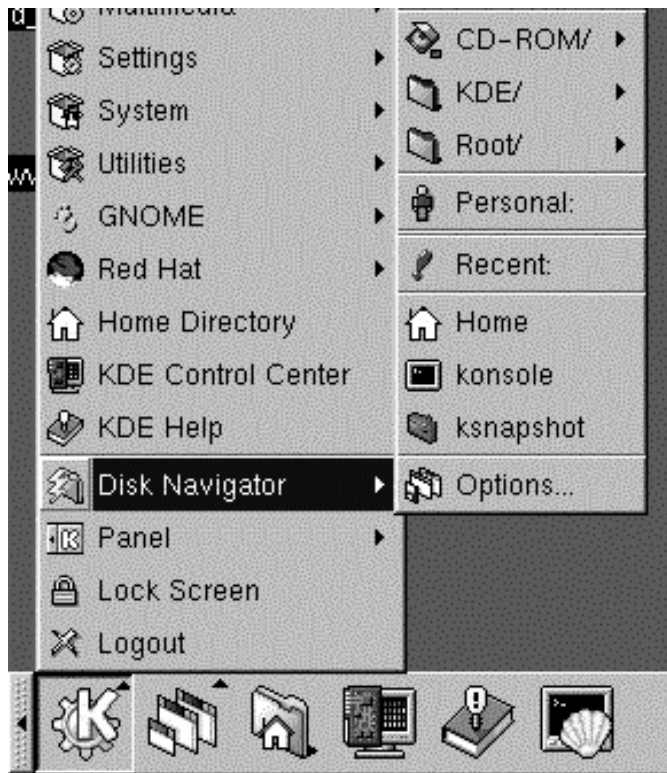 Multimedia
Settings
System
Utilities
GNOME
Red Hat
Home Directory
KDE Control Center
KDE Help
Disk Navigator
Panel
Lock Screen
Logout
CD-ROM/
KDE/
Root/
Personal:
Recent:
Home
konsole
ksnapshot
Options...